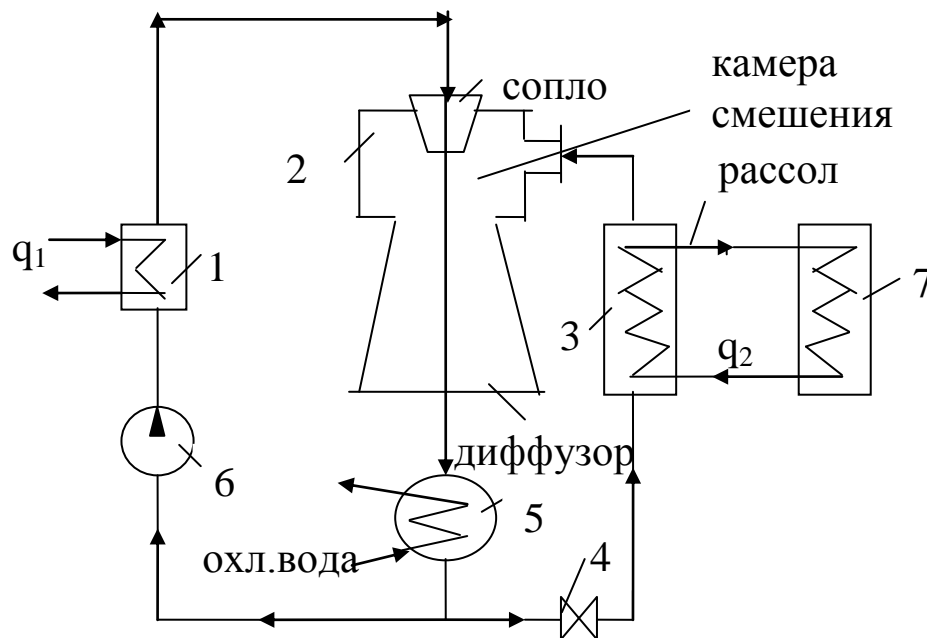 сопло
камера
смешения
2
рассол
q₁
1
3
7
q₂
диффузор
6
5
охл.вода
4